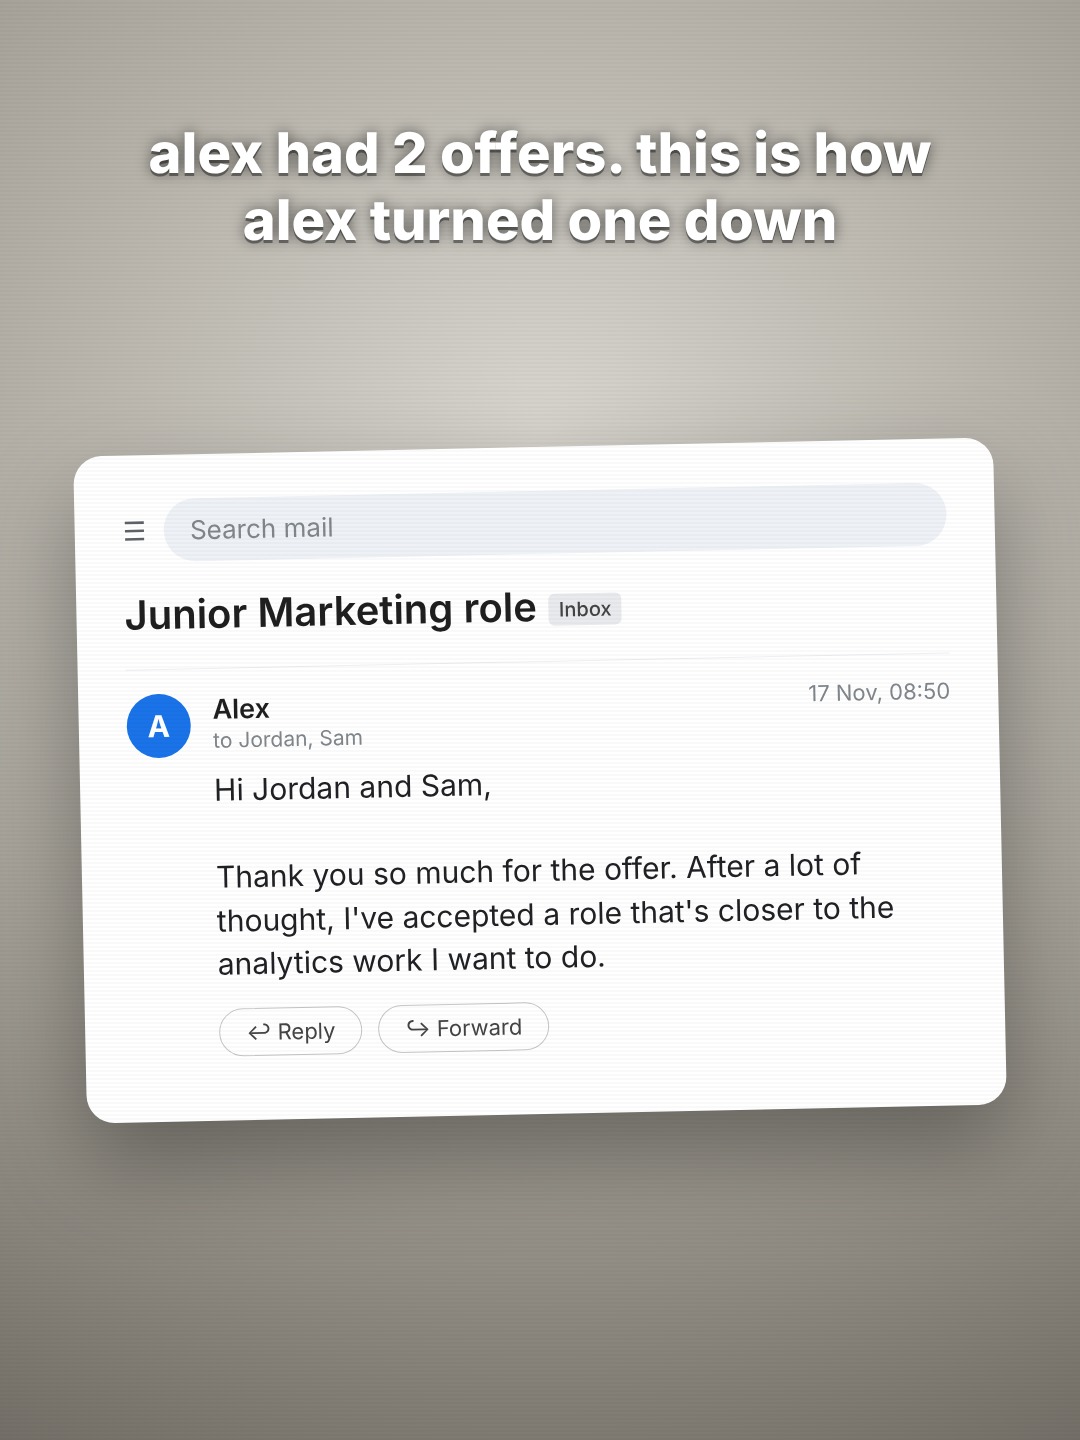 alex had 2 offers. this is how
alex turned one down
Search mail
Junior Marketing role Inbox
Alex
17 Nov, 08:50
to Jordan, Sam
A
Hi Jordan and Sam,
Thank you so much for the offer. After a lot of
thought, I've accepted a role that's closer to the
analytics work I want to do.
Reply
Forward